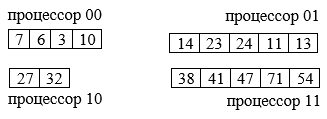 процессор 00 процессор 01
7 6 3 10 14 23 24 11 13
27 32 38 41 47 71 54
процессор 10 процессор 11